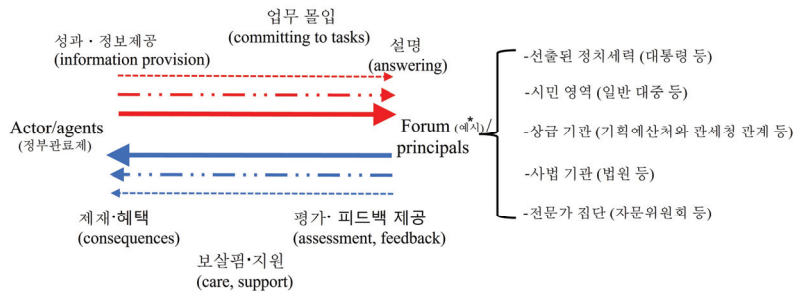 업무 몰입
(committing to tasks)
성과·정보제공
(information provision)
설명
(answering)
Actor/agents
(정부관료제)
Forum (예시)*/
principals
제재·혜택
(consequences)
평가· 피드백 제공
(assessment, feedback)
보살핌·지원
(care, support)
-선출된 정치세력 (대통령 등)
-시민 영역 (일반 대중 등)
-상급 기관 (기획예산처와 관세청 관계 등)
-사법 기관 (법원 등)
-전문가 집단 (자문위원회 등)